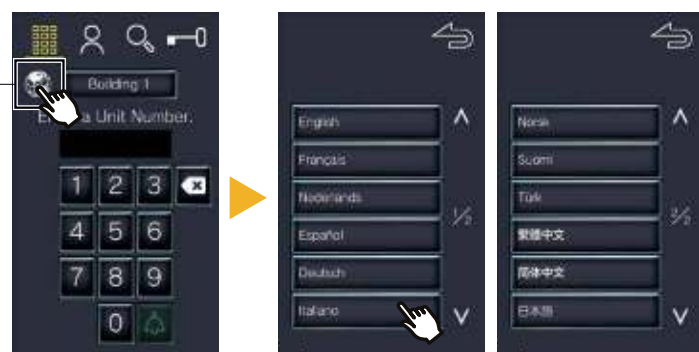 Building 1
a Unit Number.
1 2 3
4 5 6
7 8 9
0
English
Français
Nederlands
Español
Deutsch
Italiano
1/2
Norsk
Suomi
Türk
繁體中文
简体中文
日本語
2/2